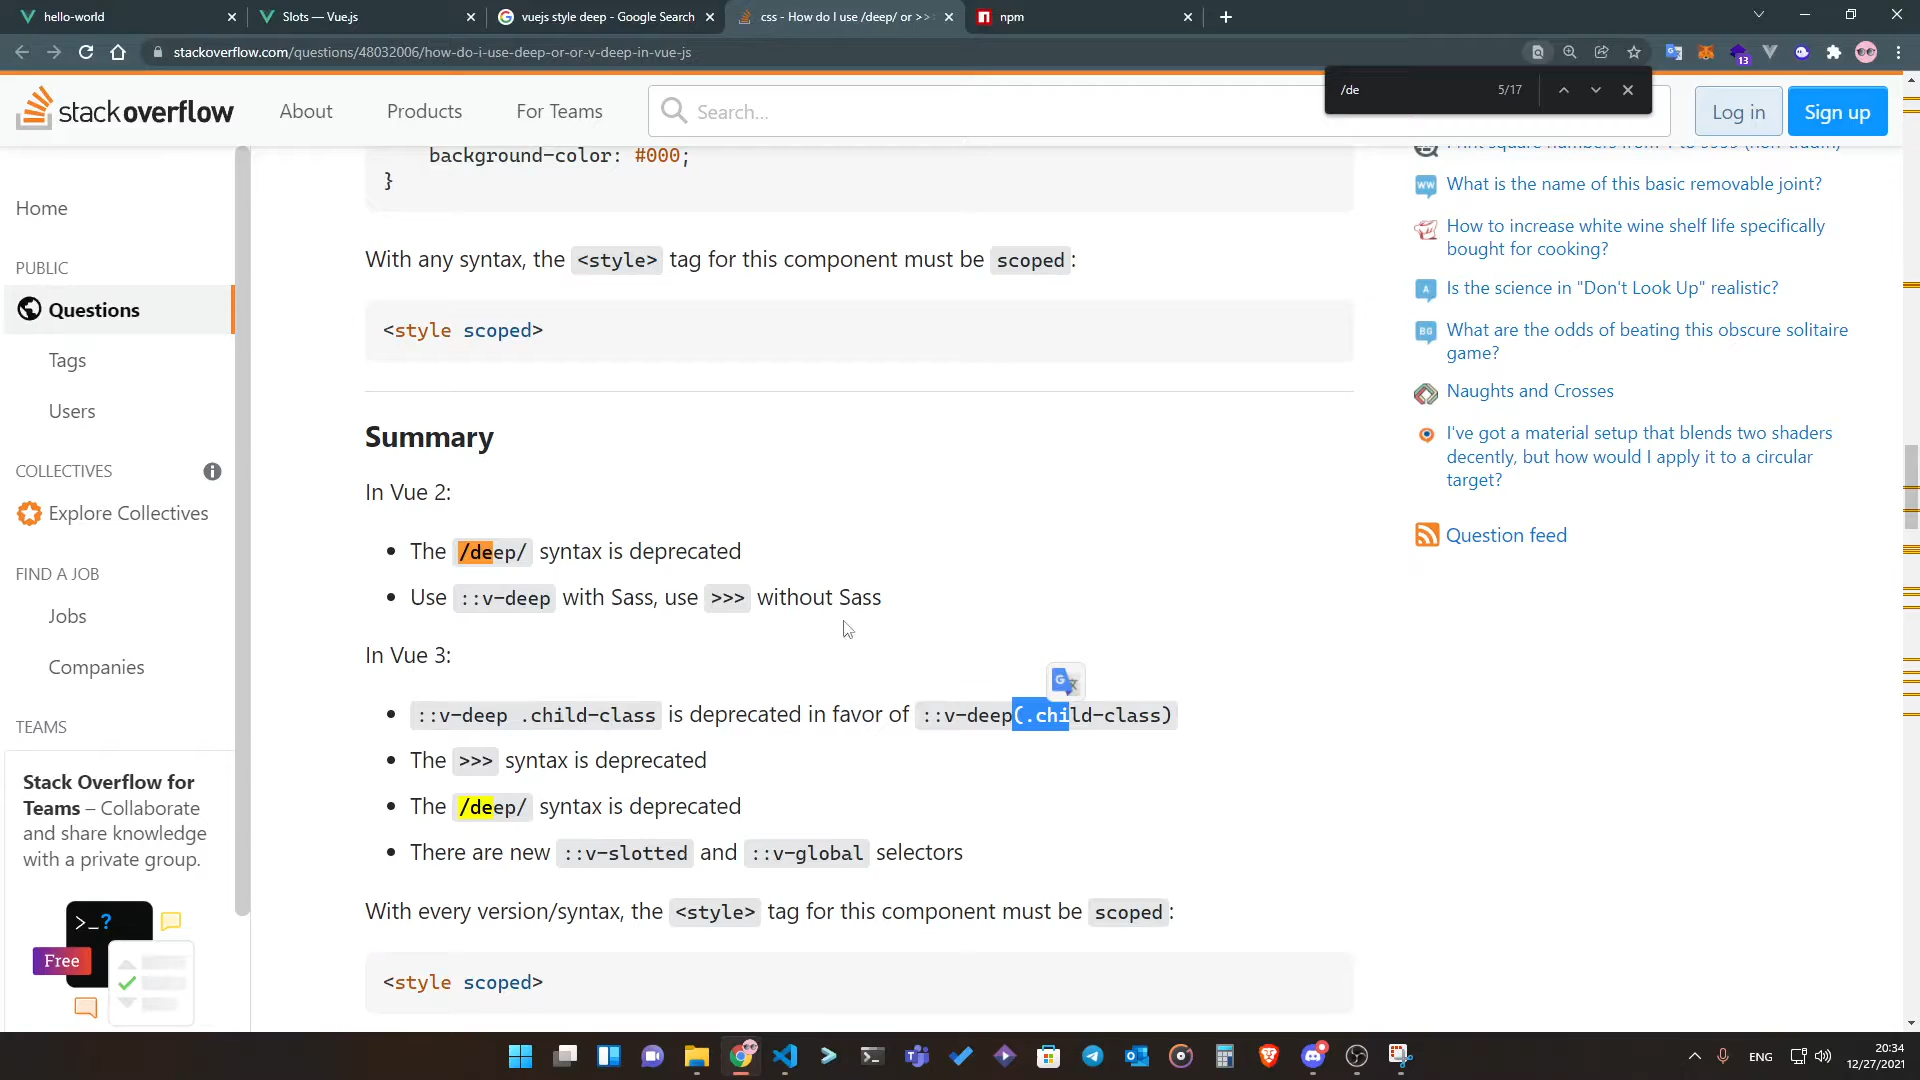 hello-world
Slots — Vue.js
vuejs style deep - Google Search
css - How do I use /deep/ or >>
npm
stackoverflow.com/questions/48032006/how-do-i-use-deep-or-or-v-deep-in-vue-js
13
/de
5/17
stackoverflow
About
Products
For Teams
Search...
Log in
Sign up
Home
PUBLIC
Questions
Tags
Users
COLLECTIVES
Explore Collectives
FIND A JOB
Jobs
Companies
TEAMS
Stack Overflow for
Teams – Collaborate
and share knowledge
with a private group.
>_?
Free
background-color: #000;
}
With any syntax, the <style> tag for this component must be scoped:
<style scoped>
Summary
In Vue 2:
• The /deep/ syntax is deprecated
• Use ::v-deep with Sass, use >>> without Sass
In Vue 3:
• ::v-deep .child-class is deprecated in favor of ::v-deep(.child-class)
• The >>> syntax is deprecated
• The /deep/ syntax is deprecated
• There are new ::v-slotted and ::v-global selectors
With every version/syntax, the <style> tag for this component must be scoped:
<style scoped>
What is the name of this basic removable joint?
How to increase white wine shelf life specifically
bought for cooking?
Is the science in "Don't Look Up" realistic?
What are the odds of beating this obscure solitaire
game?
Naughts and Crosses
I've got a material setup that blends two shaders
decently, but how would I apply it to a circular
target?
Question feed
ENG
20:34
12/27/2021